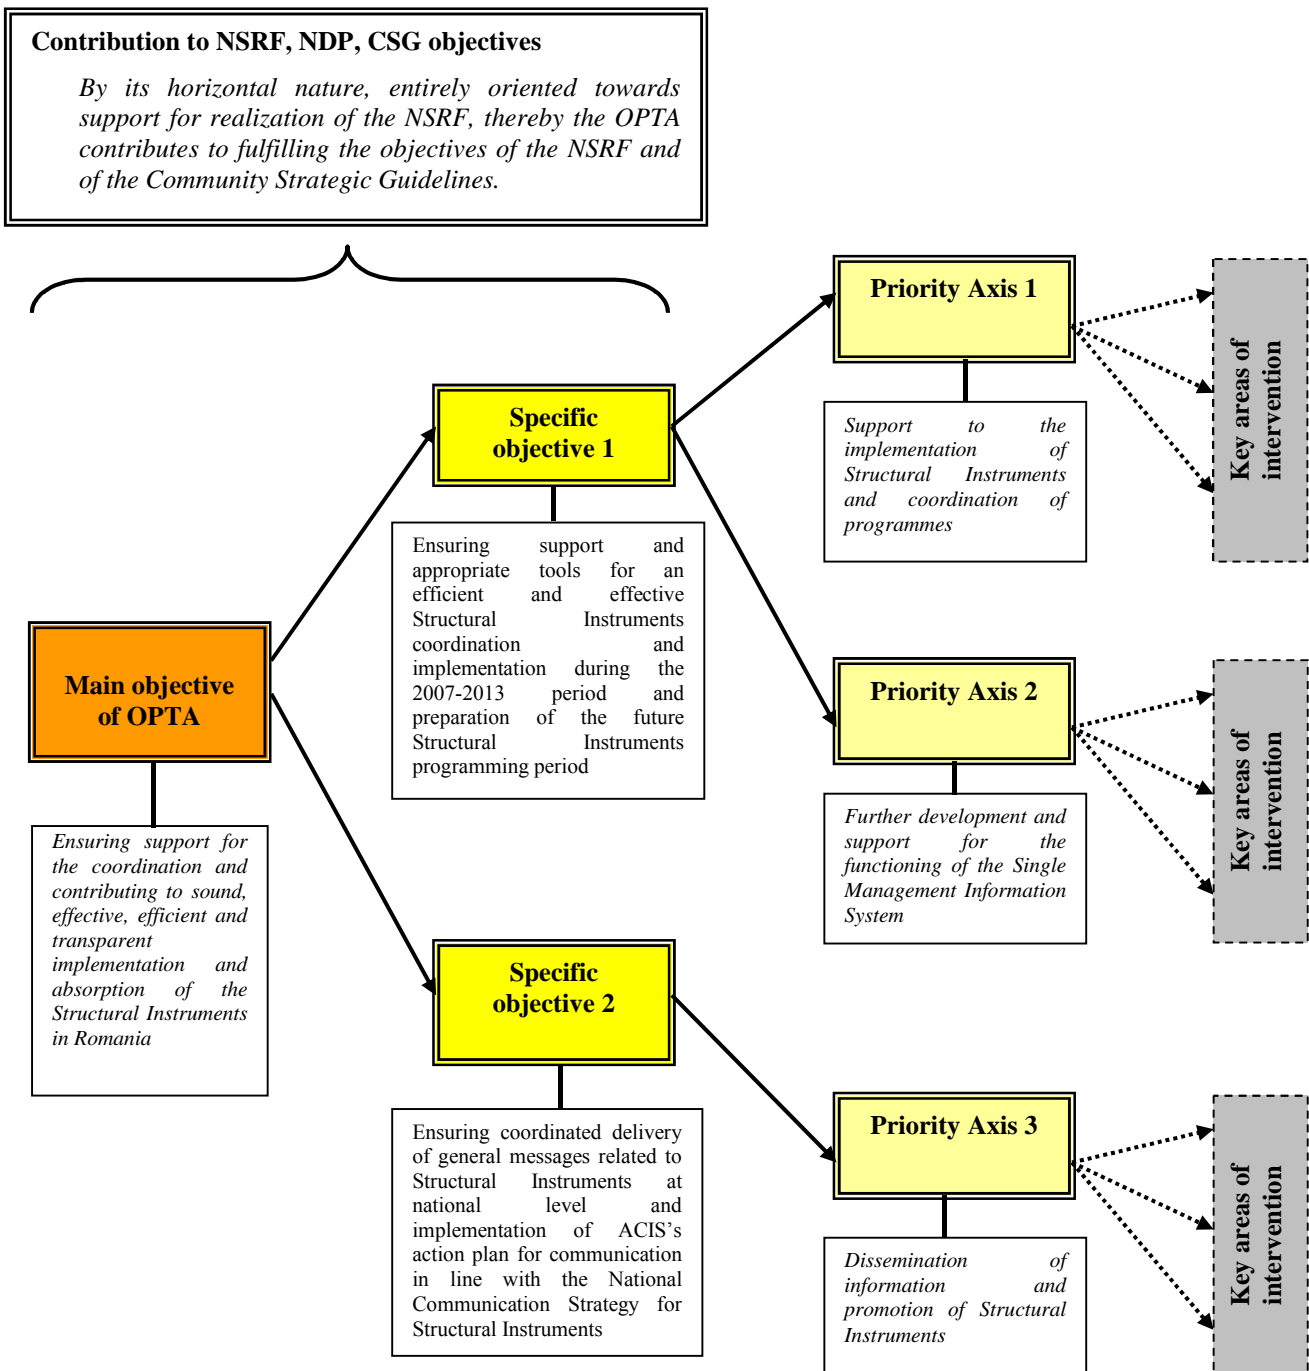 Contribution to NSRF, NDP, CSG objectives
By its horizontal nature, entirely oriented towards
support for realization of the NSRF, thereby the OPTA
contributes to fulfilling the objectives of the NSRF and
of the Community Strategic Guidelines.
Main objective
of OPTA
Ensuring support for
the coordination and
contributing to sound,
effective, efficient and
transparent
implementation and
absorption of the
Structural Instruments
in Romania
Specific
objective 1
Ensuring support and
appropriate tools for an
efficient and effective
Structural Instruments
coordination and
implementation during the
2007-2013 period and
preparation of the future
Structural Instruments
programming period
Specific
objective 2
Ensuring coordinated delivery
of general messages related to
Structural Instruments at
national level and
implementation of ACIS's
action plan for communication
in line with the National
Communication Strategy for
Structural Instruments
Priority Axis 1
Support to the
implementation of
Structural Instruments
and coordination of
programmes
Key areas of
intervention
Priority Axis 2
Further development and
support for the
functioning of the Single
Management Information
System
Key areas of
intervention
Priority Axis 3
Dissemination of
information and
promotion of Structural
Instruments
Key areas of
intervention